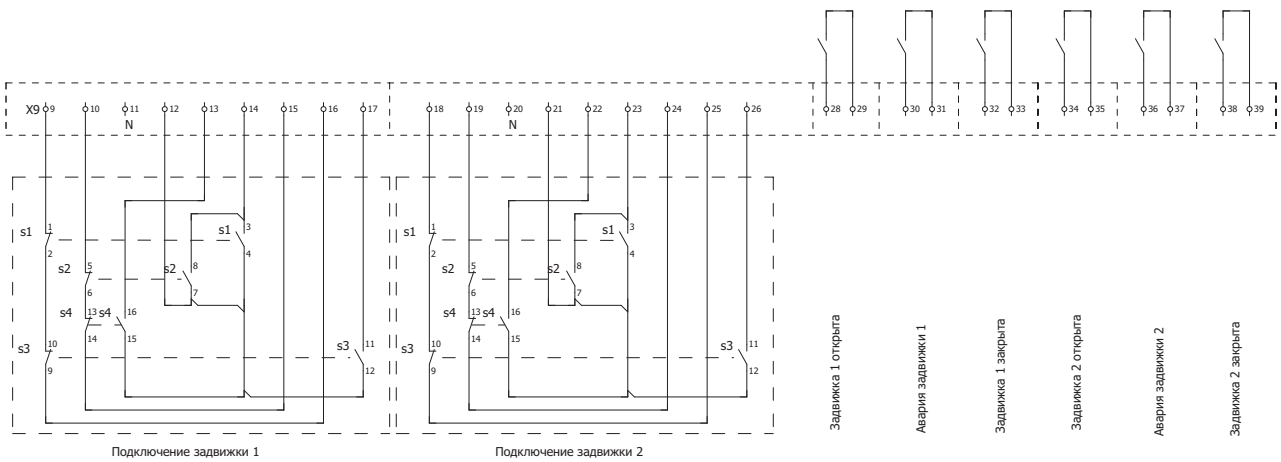 X9 9 10 11 12 13 14 15 16 17 18 19 20 21 22 23 24 25 26 28 29 30 31 32 33 34 35 36 37 38 39
N N
s1 1 s1 3 s1 1 s1 3
2 4 2 4
s2 5 s2 8 s2 5 s2 8
6 7 6 7
s4 13 s4 16 s4 13 s4 16
14 15 14 15
s3 10 s3 11 s3 10 s3 11
9 12 9 12
Подключение задвижки 1
Подключение задвижки 2
Задвижка 1 открыта
Авария задвижки 1
Задвижка 1 закрыта
Задвижка 2 открыта
Авария задвижки 2
Задвижка 2 закрыта